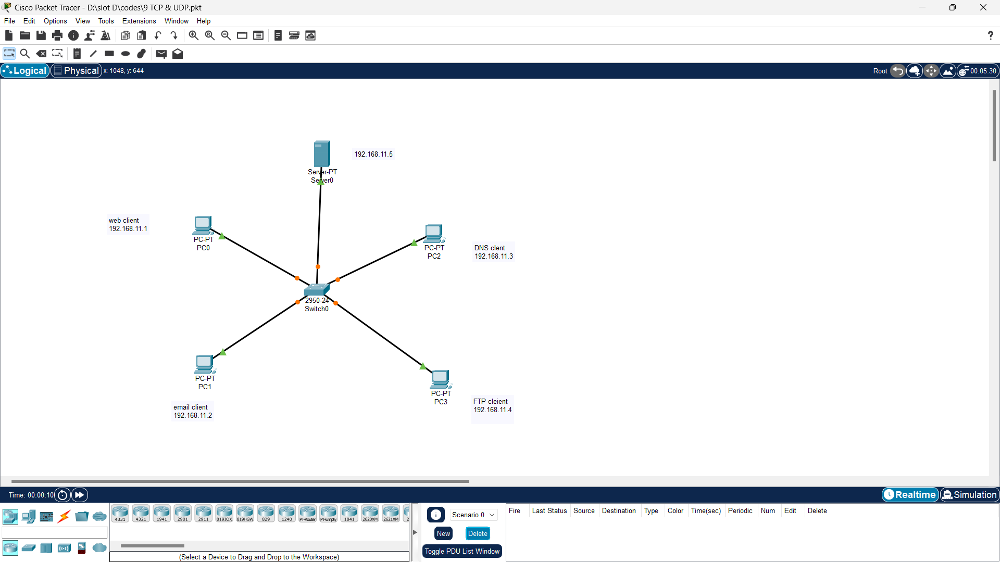 Cisco Packet Tracer - D:\slot D\codes\9 TCP & UDP.pkt
File Edit Options View Tools Extensions Window Help
?
Logical Physical x: 1048, y: 644 Root 00:05:30
192.168.11.5
Server-PT
Server0
web client
192.168.11.1
PC-PT
PC0
PC-PT
PC2
DNS clent
192.168.11.3
2950-24
Switch0
PC-PT
PC1
email client
192.168.11.2
PC-PT
PC3
FTP cleient
192.168.11.4
Time: 00:00:10 Realtime Simulation
4331 4321 1941 2901 2911 819IOX 819HGW 829 1240 PT-Router PT-Empty 1841 2620XM 2621XM 2
(Select a Device to Drag and Drop to the Workspace)
Scenario 0
New Delete
Toggle PDU List Window
Fire Last Status Source Destination Type Color Time(sec) Periodic Num Edit Delete